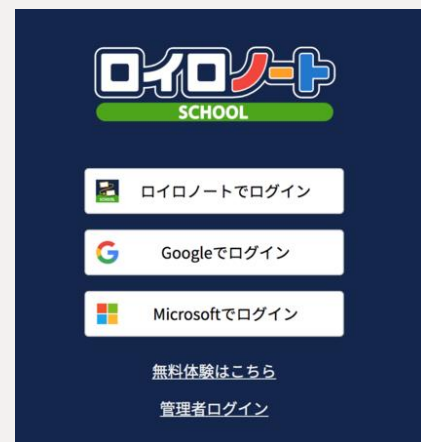 ロイロノート
SCHOOL
SCHOOL
ロイロノートでログイン
Googleでログイン
Microsoftでログイン
無料体験はこちら
管理者ログイン